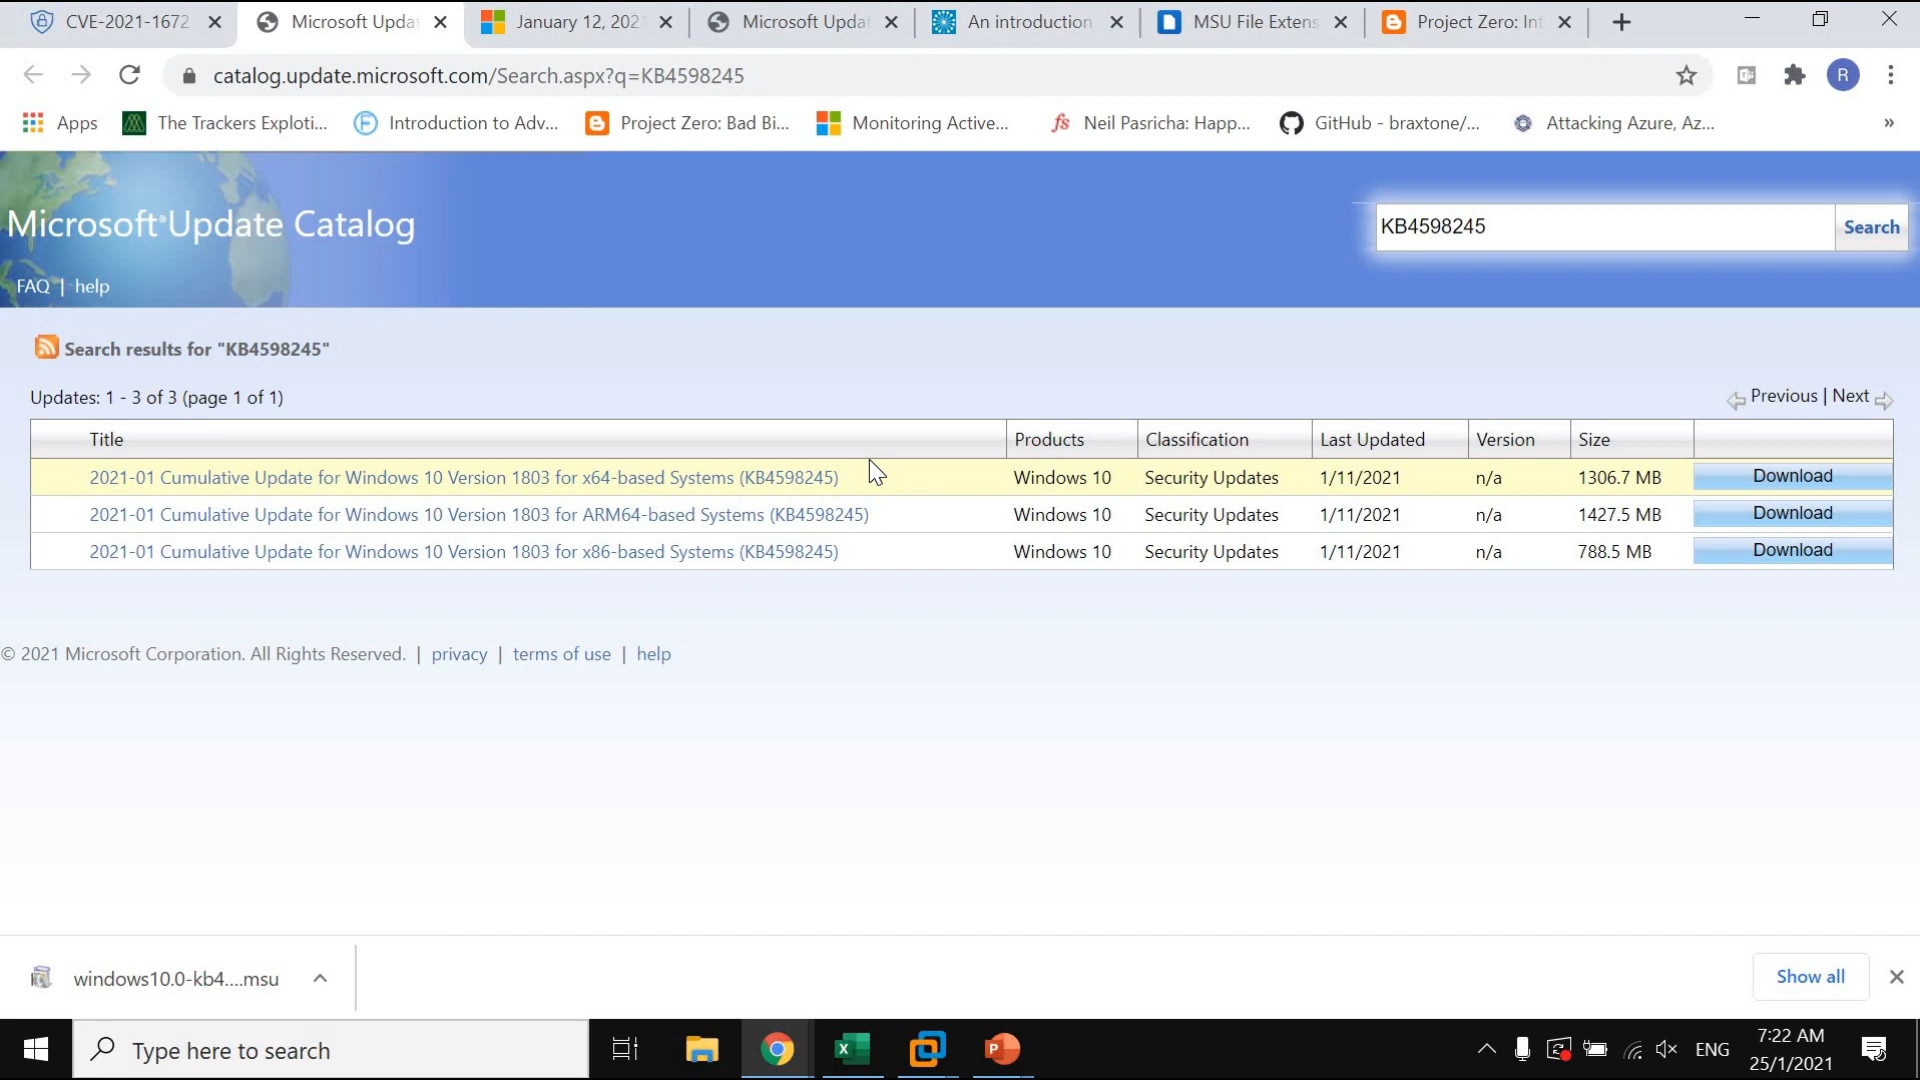 CVE-2021-1672
Microsoft Updat
January 12, 202
Microsoft Updat
An introduction
MSU File Extens
Project Zero: Int
catalog.update.microsoft.com/Search.aspx?q=KB4598245
R
Apps
The Trackers Exploti...
Introduction to Adv...
Project Zero: Bad Bi...
Monitoring Active...
fs
Neil Pasricha: Happ...
GitHub - braxtone/...
Attacking Azure, Az...
»
Microsoft®Update Catalog
KB4598245
Search
FAQ | help
Search results for "KB4598245"
Updates: 1 - 3 of 3 (page 1 of 1)
Previous | Next
Title Products Classification Last Updated Version Size
2021-01 Cumulative Update for Windows 10 Version 1803 for x64-based Systems (KB4598245) Windows 10 Security Updates 1/11/2021 n/a 1306.7 MB Download
2021-01 Cumulative Update for Windows 10 Version 1803 for ARM64-based Systems (KB4598245) Windows 10 Security Updates 1/11/2021 n/a 1427.5 MB Download
2021-01 Cumulative Update for Windows 10 Version 1803 for x86-based Systems (KB4598245) Windows 10 Security Updates 1/11/2021 n/a 788.5 MB Download
© 2021 Microsoft Corporation. All Rights Reserved. | privacy | terms of use | help
windows10.0-kb4....msu
Show all
Type here to search
ENG
7:22 AM
25/1/2021